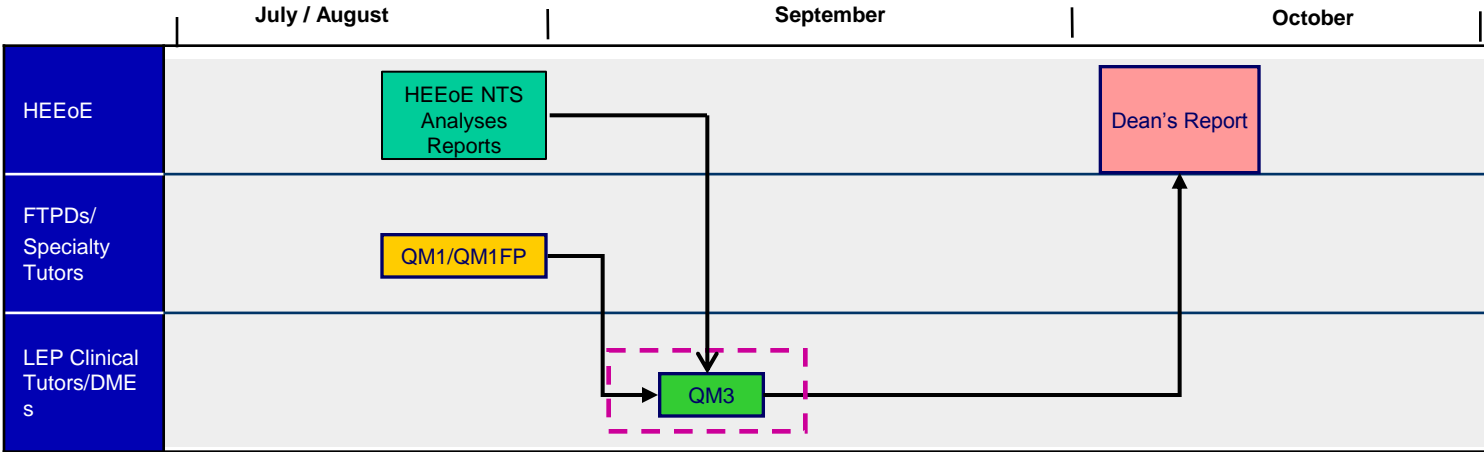 July / August
September
October
HEEoE
HEEoE NTS
Analyses
Reports
Dean's Report
FTPDs/
Specialty
Tutors
QM1/QM1FP
LEP Clinical
Tutors/DME
s
QM3